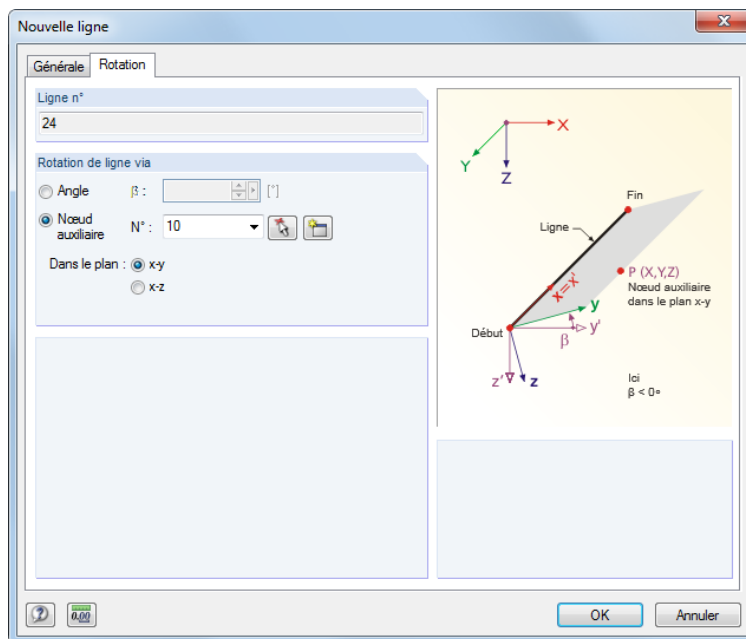 Nouvelle ligne
Générale
Rotation
Ligne n°
24
Rotation de ligne via
Angle
β :
[°]
Nœud
auxiliaire
N° :
10
Dans le plan :
x-y
x-z
X
Y
Z
Fin
Ligne
x=x'
P (X,Y,Z)
Nœud auxiliaire
dans le plan x-y
y
Début
y'
β
z'
z
Ici
β < 0°
0.00
OK
Annuler